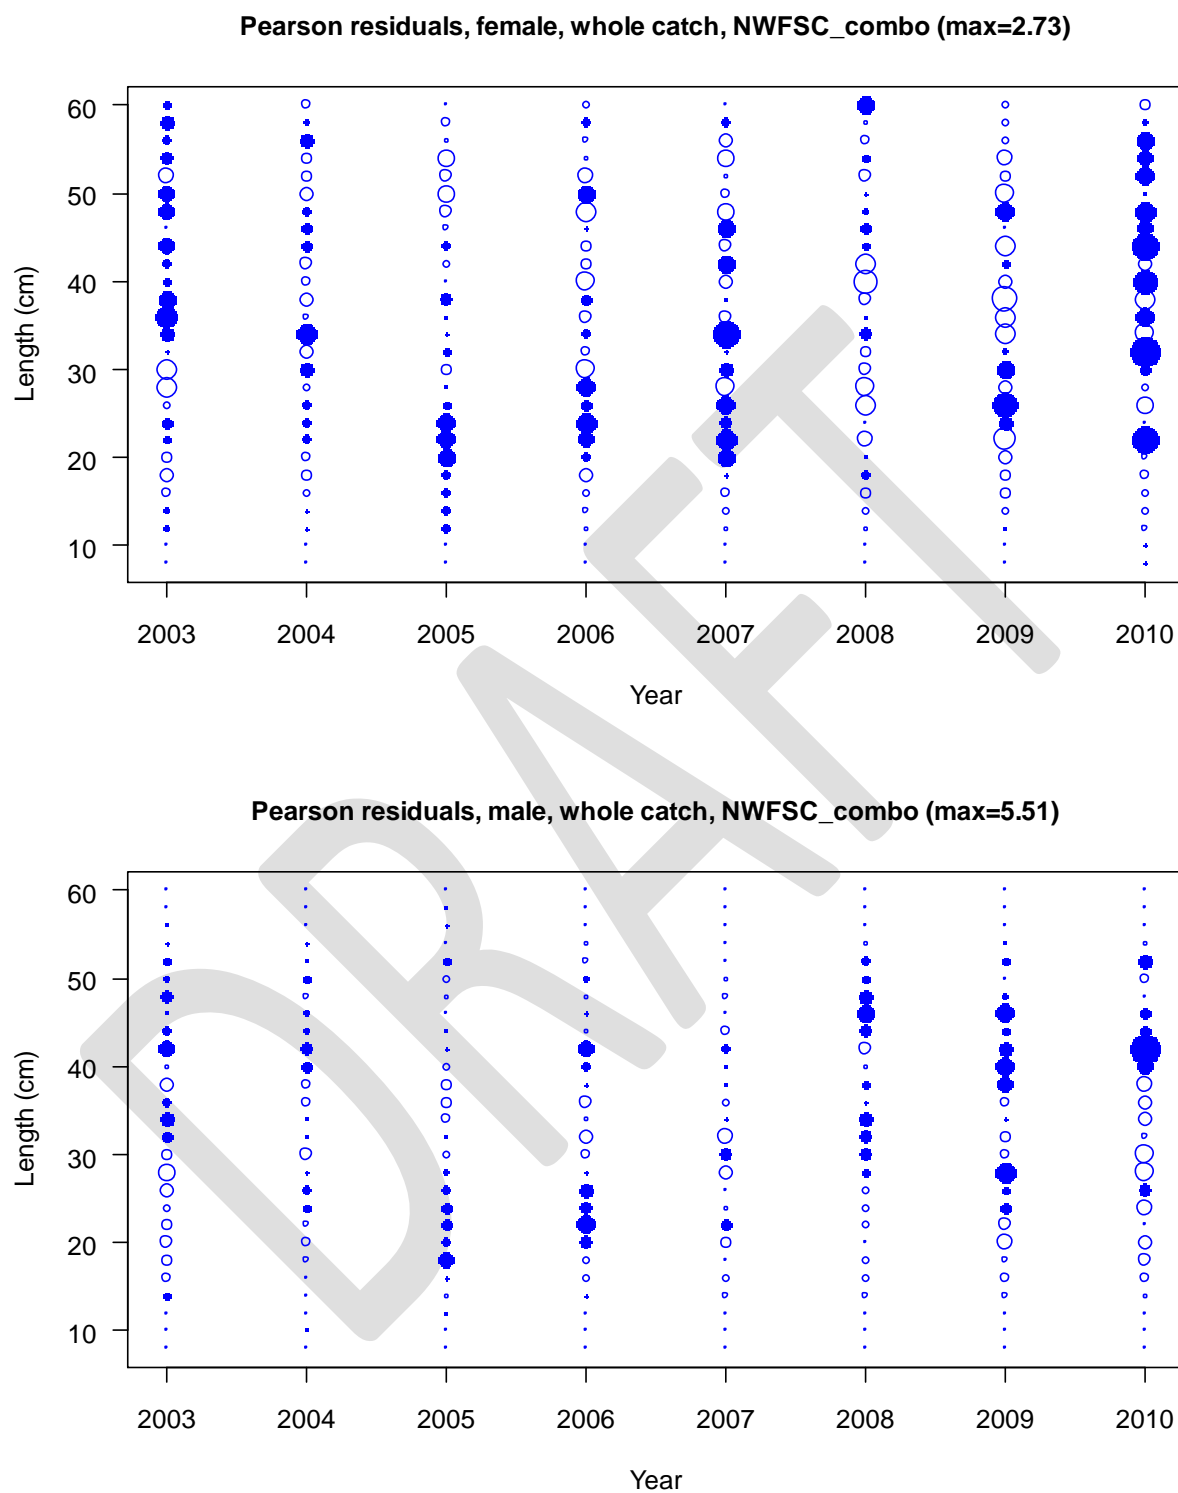 Pearson residuals, female, whole catch, NWFSC_combo (max=2.73)
60
50
40
30
20
10
Length (cm)
2003 2004 2005 2006 2007 2008 2009 2010
Year
DRAFT
Pearson residuals, male, whole catch, NWFSC_combo (max=5.51)
60
50
40
30
20
10
Length (cm)
2003 2004 2005 2006 2007 2008 2009 2010
Year